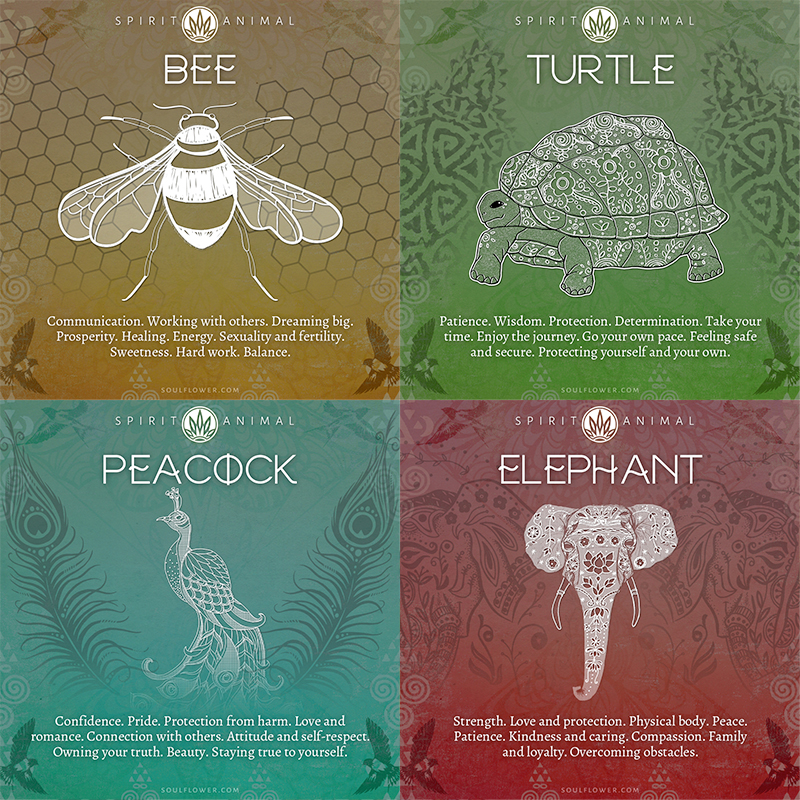 SPIRIT ANIMAL
BEE
Communication. Working with others. Dreaming big.
Prosperity. Healing. Energy. Sexuality and fertility.
Sweetness. Hard work. Balance.
SOULFLOWER.COM
SPIRIT ANIMAL
TURTLE
Patience. Wisdom. Protection. Determination. Take your
time. Enjoy the journey. Go your own pace. Feeling safe
and secure. Protecting yourself and your own.
SOULFLOWER.COM
SPIRIT ANIMAL
PEACOCK
Confidence. Pride. Protection from harm. Love and
romance. Connection with others. Attitude and self-respect.
Owning your truth. Beauty. Staying true to yourself.
SOULFLOWER.COM
SPIRIT ANIMAL
ELEPHANT
Strength. Love and protection. Physical body. Peace.
Patience. Kindness and caring. Compassion. Family
and loyalty. Overcoming obstacles.
SOULFLOWER.COM